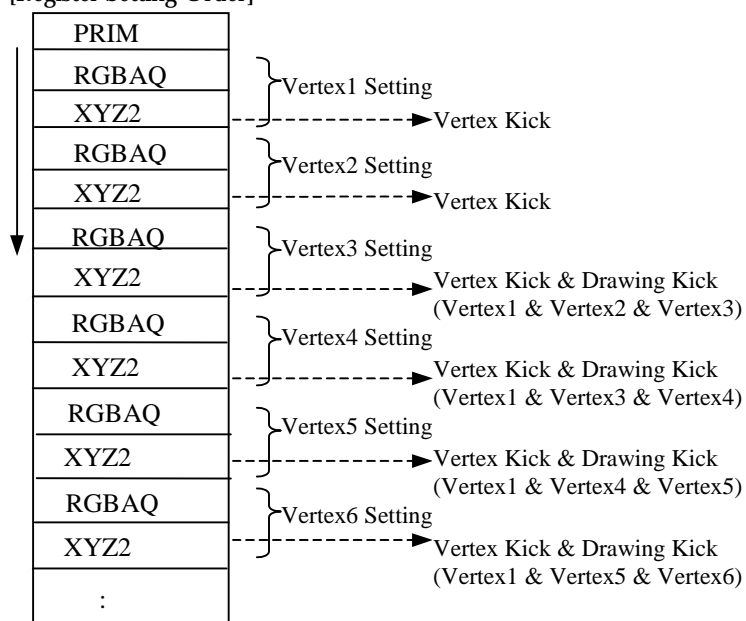 [Register Setting Order]
PRIM
RGBAQ
Vertex1 Setting
XYZ2
Vertex Kick
RGBAQ
Vertex2 Setting
XYZ2
Vertex Kick
RGBAQ
Vertex3 Setting
XYZ2
Vertex Kick & Drawing Kick
(Vertex1 & Vertex2 & Vertex3)
RGBAQ
Vertex4 Setting
XYZ2
Vertex Kick & Drawing Kick
(Vertex1 & Vertex3 & Vertex4)
RGBAQ
Vertex5 Setting
XYZ2
Vertex Kick & Drawing Kick
(Vertex1 & Vertex4 & Vertex5)
RGBAQ
Vertex6 Setting
XYZ2
Vertex Kick & Drawing Kick
(Vertex1 & Vertex5 & Vertex6)
: